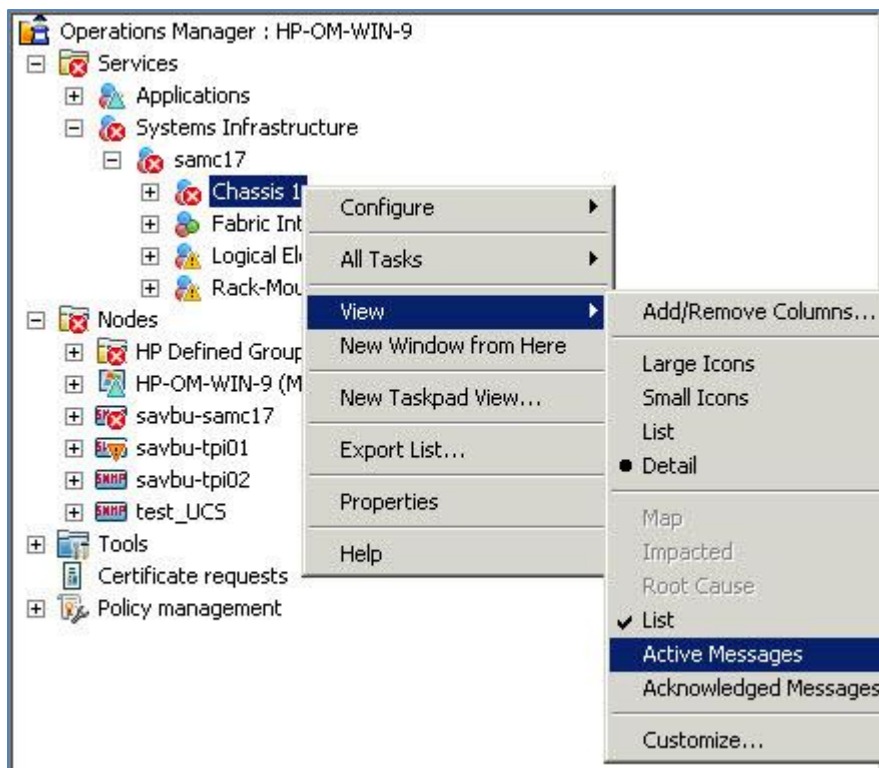 Operations Manager : HP-OM-WIN-9
Services
Applications
Systems Infrastructure
samc17
Chassis 1
Fabric Int
Logical El
Rack-Mou
Nodes
HP Defined Group
HP-OM-WIN-9 (M
savbu-samc17
savbu-tpi01
savbu-tpi02
test_UCS
Tools
Certificate requests
Policy management
Configure
All Tasks
View
New Window from Here
New Taskpad View...
Export List...
Properties
Help
Add/Remove Columns...
Large Icons
Small Icons
List
Detail
Map
Impacted
Root Cause
List
Active Messages
Acknowledged Messages
Customize...